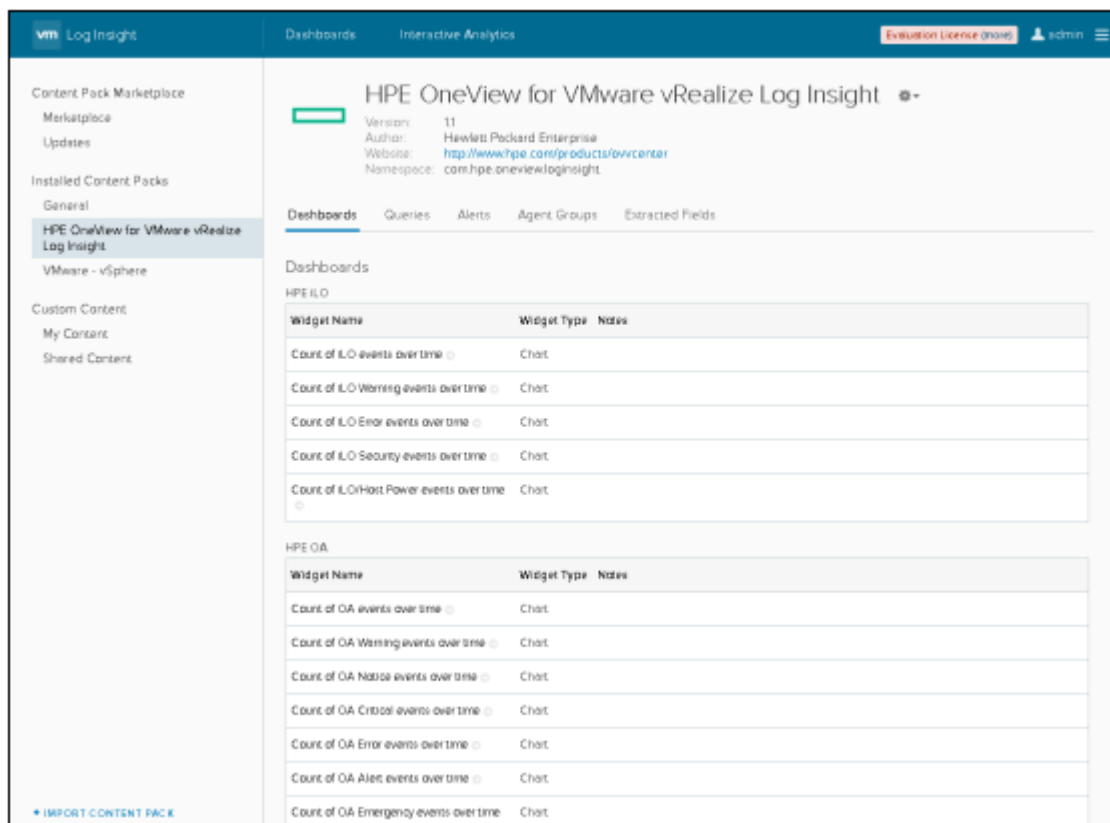 vm Log Insight
Dashboards Interactive Analytics
Evaluation License (more) admin
Content Pack Marketplace
Marketplace
Updates
Installed Content Packs
General
HPE OneView for VMware vRealize
Log Insight
VMware - vSphere
Custom Content
My Content
Shared Content
+ IMPORT CONTENT PACK
HPE OneView for VMware vRealize Log Insight
Version: 1.1
Author: Hewlett Packard Enterprise
Website: http://www.hpe.com/products/ovvcenter
Namespace: com.hpe.oneview.loginsight
Dashboards Queries Alerts Agent Groups Extracted Fields
Dashboards
HPE iLO
Widget Name Widget Type Notes
Count of iLO events over time Chart
Count of iLO Warning events over time Chart
Count of iLO Error events over time Chart
Count of iLO Security events over time Chart
Count of iLO/Host Power events over time Chart
HPE OA
Widget Name Widget Type Notes
Count of OA events over time Chart
Count of OA Warning events over time Chart
Count of OA Notice events over time Chart
Count of OA Critical events over time Chart
Count of OA Error events over time Chart
Count of OA Alert events over time Chart
Count of OA Emergency events over time Chart